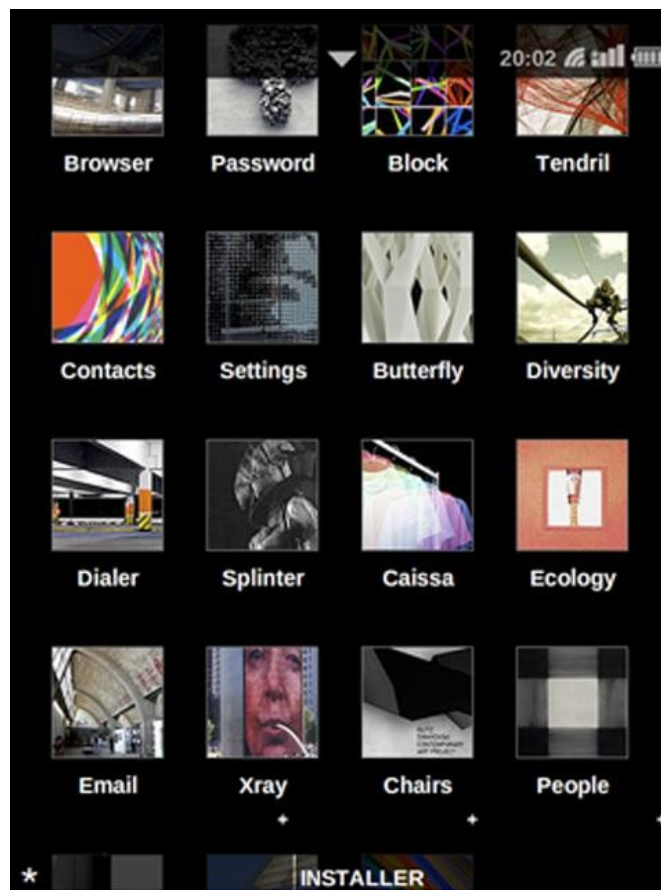 20:02
Browser Password Block Tendril
Contacts Settings Butterfly Diversity
Dialer Splinter Caissa Ecology
Email Xray Chairs People
* INSTALLER